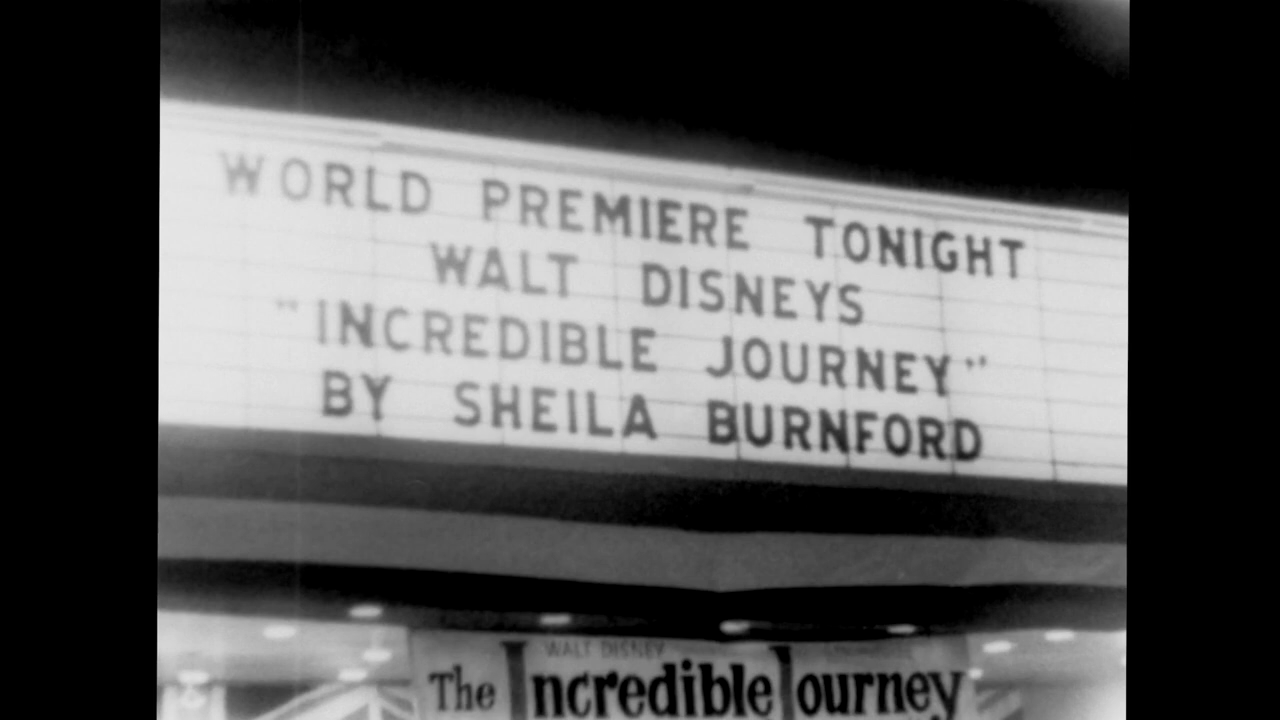 WORLD PREMIERE TONIGHT
WALT DISNEYS
"INCREDIBLE JOURNEY"
BY SHEILA BURNFORD
WALT DISNEY
The Incredible Journey